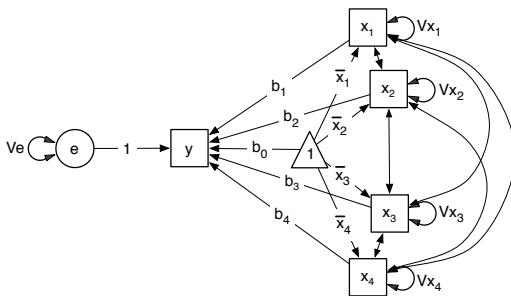 x₁
Vx₁
b₁
x̅₁
x₂
Vx₂
b₂
x̅₂
Ve
e
1
y
b₀
1
b₃
x̅₃
x₃
Vx₃
b₄
x̅₄
x₄
Vx₄